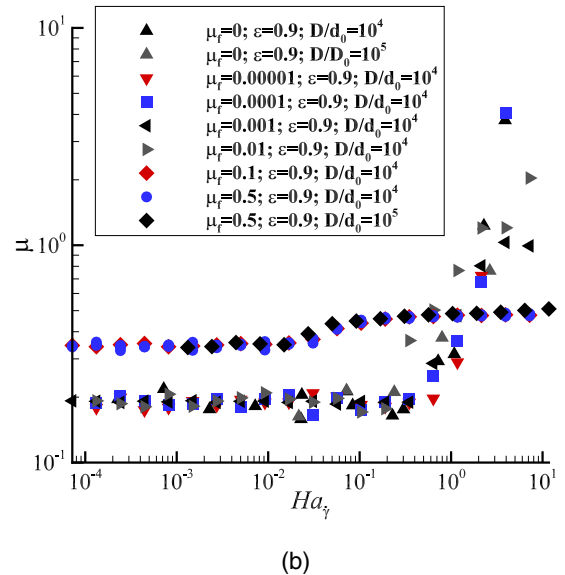 μf=0; ε=0.9; D/d0=10^4
μf=0; ε=0.9; D/D0=10^5
μf=0.00001; ε=0.9; D/d0=10^4
μf=0.0001; ε=0.9; D/d0=10^4
μf=0.001; ε=0.9; D/d0=10^4
μf=0.01; ε=0.9; D/d0=10^4
μf=0.1; ε=0.9; D/d0=10^4
μf=0.5; ε=0.9; D/d0=10^4
μf=0.5; ε=0.9; D/d0=10^5
10^1
μ
10^0
10^-1
10^-4 10^-3 10^-2 10^-1 10^0 10^1
Haγ̇
(b)